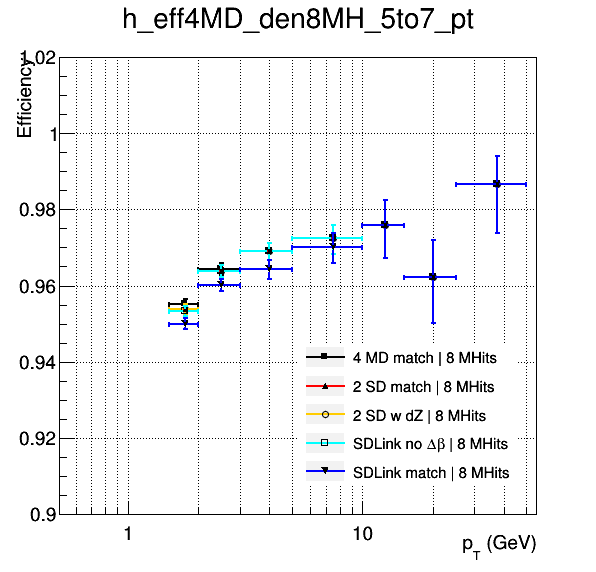 h_eff4MD_den8MH_5to7_pt
Efficiency
1.02
1
0.98
0.96
0.94
0.92
0.9
4 MD match | 8 MHits
2 SD match | 8 MHits
2 SD w dZ | 8 MHits
SDLink no Δβ | 8 MHits
SDLink match | 8 MHits
1 10
p_T (GeV)